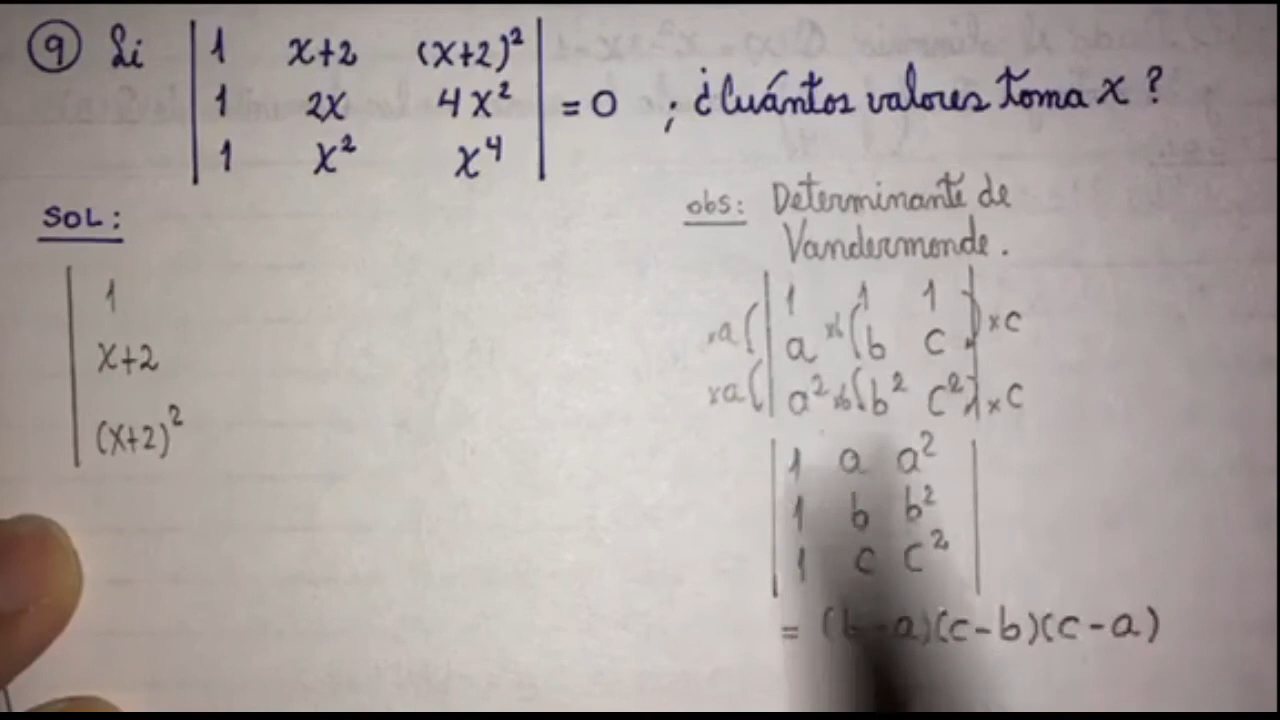 9 Si | 1 x+2 (x+2)² |
| 1 2x 4x² | = 0 , ¿Cuántos valores toma x ?
| 1 x² x⁴ |
SOL:
1
x+2
(x+2)²
obs: Determinante de
Vandermonde.
| 1 1 1 |
×a ( | a ×b ( b c | ) ×c
×a ( | a² ×b ( b² c² | ) ×c
| 1 a a² |
| 1 b b² |
| 1 c c² |
= (b-a)(c-b)(c-a)